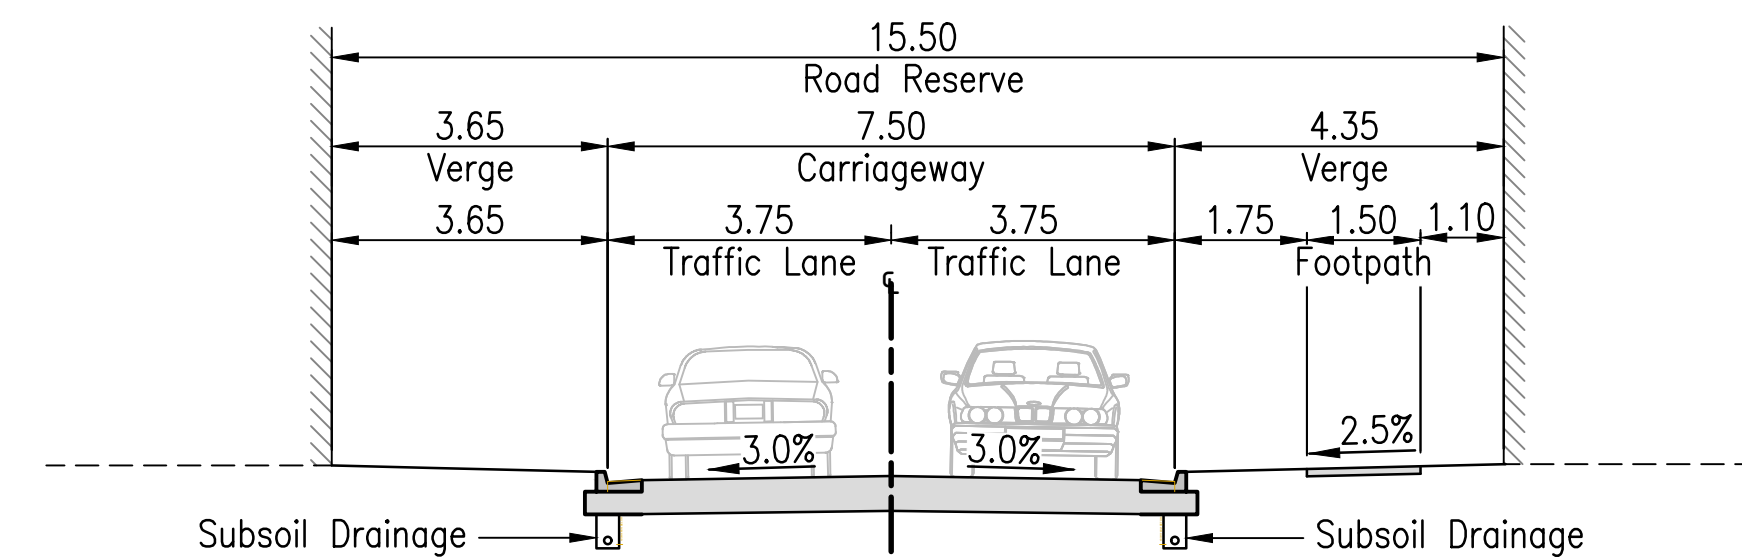 15.50
Road Reserve
3.65 7.50 4.35
Verge Carriageway Verge
3.65 3.75 3.75 1.75 1.50 1.10
Traffic Lane Traffic Lane Footpath
CL
3.0% 3.0% 2.5%
Subsoil Drainage Subsoil Drainage